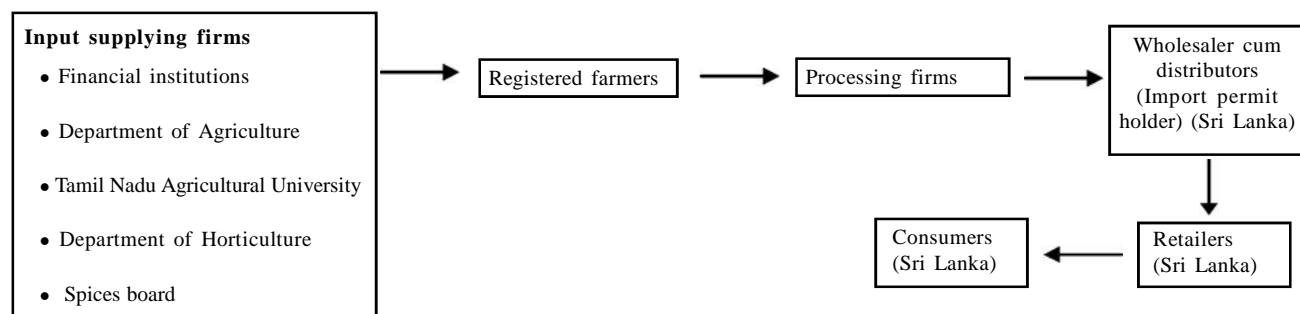 Input supplying firms
• Financial institutions
• Department of Agriculture
• Tamil Nadu Agricultural University
• Department of Horticulture
• Spices board
Registered farmers
Processing firms
Wholesaler cum
distributors
(Import permit
holder) (Sri Lanka)
Retailers
(Sri Lanka)
Consumers
(Sri Lanka)